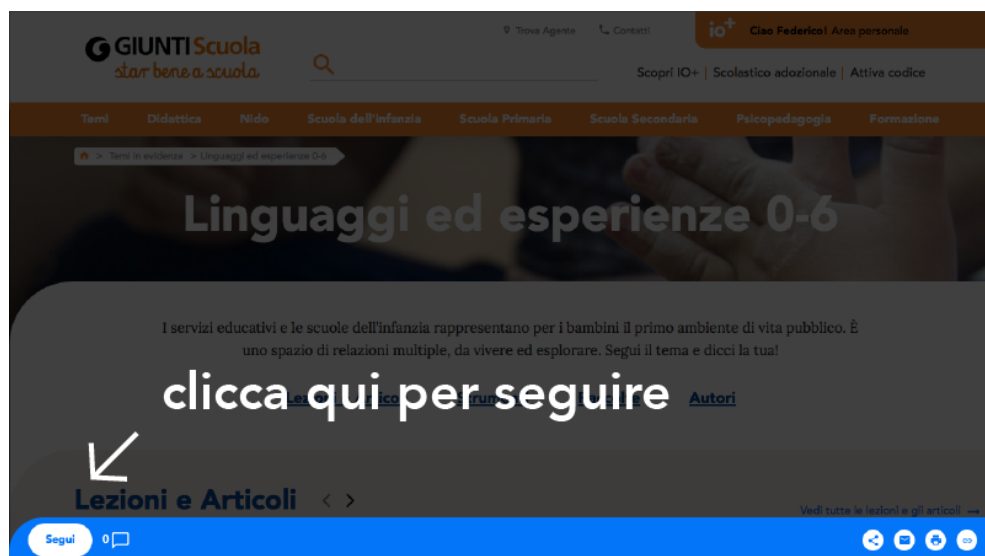 GIUNTI Scuola
star bene a scuola
Trova Agente
Contatti
io+
Ciao Federico! Area personale
Scopri IO+ | Scolastico adozionale | Attiva codice
Temi Didattica Nido Scuola dell'infanzia Scuola Primaria Scuola Secondaria Psicopedagogia Formazione
> Temi in evidenza > Linguaggi ed esperienze 0-6
Linguaggi ed esperienze 0-6
I servizi educativi e le scuole dell'infanzia rappresentano per i bambini il primo ambiente di vita pubblico. È
uno spazio di relazioni multiple, da vivere ed esplorare. Segui il tema e dicci la tua!
clicca qui per seguire
Autori
Lezioni e Articoli < >
Vedi tutte le lezioni e gli articoli →
Segui 0